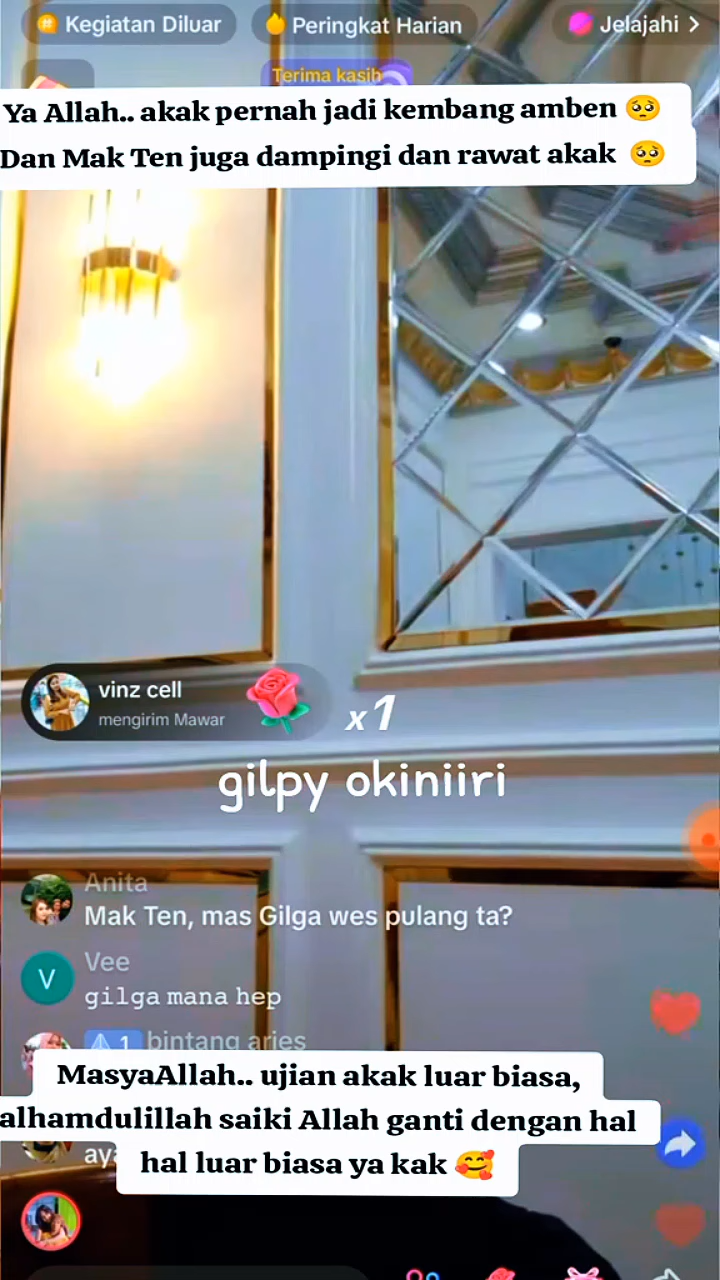 Kegiatan Diluar
Peringkat Harian
Jelajahi >
Terima kasih
Ya Allah.. akak pernah jadi kembang amben 🥺
Dan Mak Ten juga dampingi dan rawat akak 🥺
vinz cell
mengirim Mawar
x1
gilpy okiniiri
Anita
Mak Ten, mas Gilga wes pulang ta?
V
Vee
gilga mana hep
1 bintang aries
MasyaAllah.. ujian akak luar biasa,
alhamdulillah saiki Allah ganti dengan hal
hal luar biasa ya kak 🥰